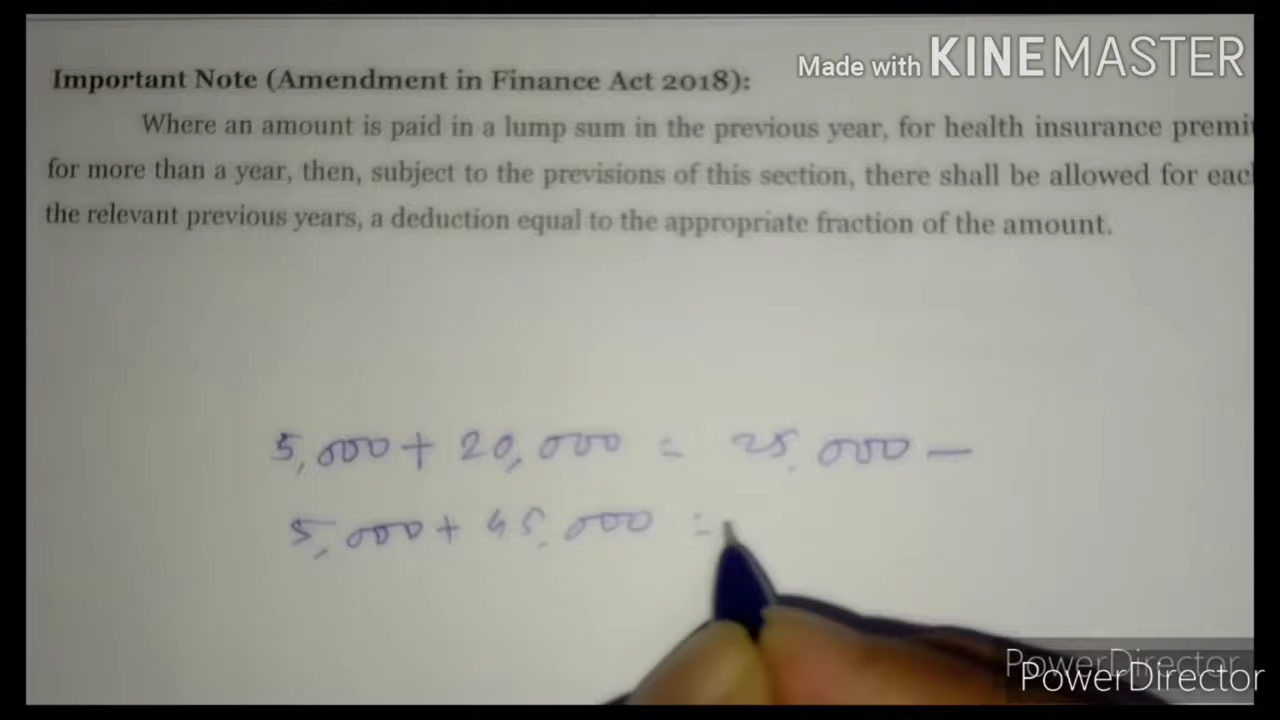 Made with KINEMASTER
Important Note (Amendment in Finance Act 2018):
Where an amount is paid in a lump sum in the previous year, for health insurance premi
for more than a year, then, subject to the previsions of this section, there shall be allowed for eac
the relevant previous years, a deduction equal to the appropriate fraction of the amount.
5,000 + 20,000 = 25,000 —
5,000 + 45,000 =
PowerDirector
PowerDirector